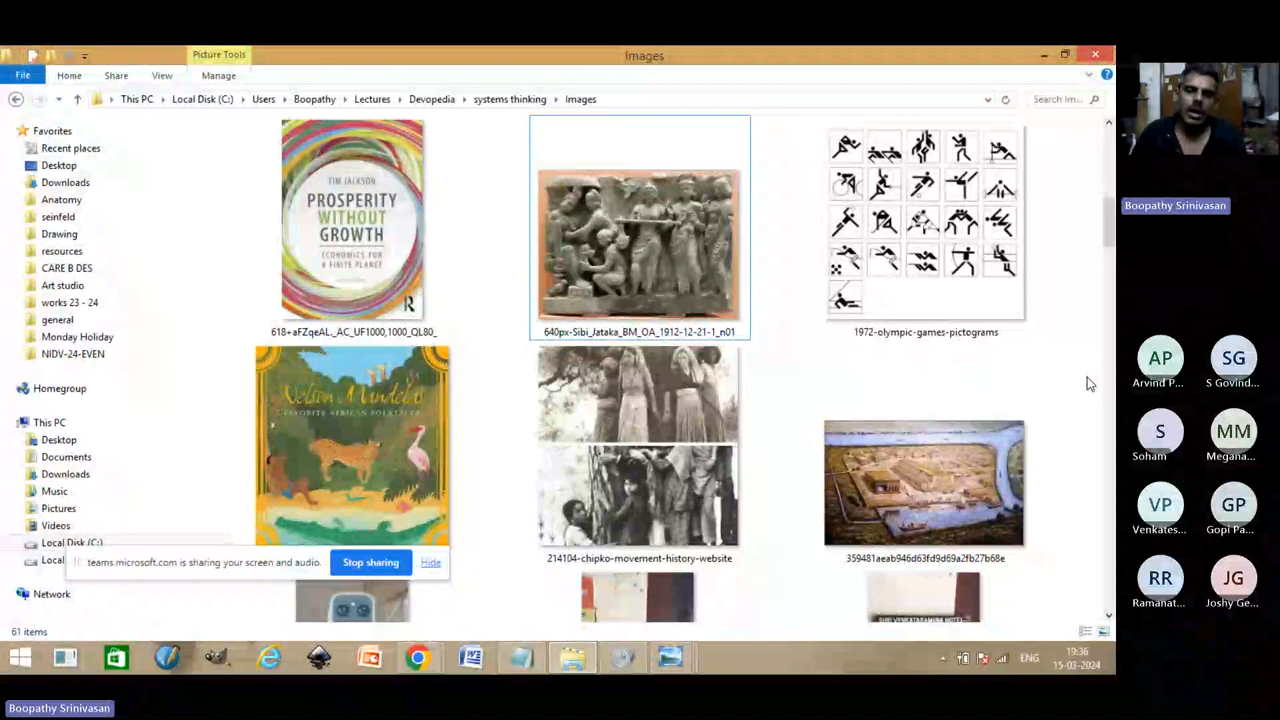 Picture Tools
Images
File
Home
Share
View
Manage
This PC
Local Disk (C:)
Users
Boopathy
Lectures
Devopedia
systems thinking
Images
Search Im...
Favorites
Recent places
Desktop
Downloads
Anatomy
seinfeld
Drawing
resources
CARE B DES
Art studio
works 23 - 24
general
Monday Holiday
NIDV-24-EVEN
Homegroup
This PC
Desktop
Documents
Downloads
Music
Pictures
Videos
Local Disk (C:)
Local
Network
TIM JACKSON
PROSPERITY
WITHOUT
GROWTH
ECONOMICS FOR
A FINITE PLANET
R
618+aFZqeAL._AC_UF1000,1000_QL80_
640px-Sibi_Jataka_BM_OA_1912-12-21-1_n01
1972-olympic-games-pictograms
Nelson Mandela's
FAVORITE AFRICAN FOLKTALES
214104-chipko-movement-history-website
359481aeab946d63fd9d69a2fb27b68e
SHRI VENKATARAMANA HOTEL
teams.microsoft.com is sharing your screen and audio.
Stop sharing
Hide
61 items
ENG
19:36
15-03-2024
Boopathy Srinivasan
AP
Arvind P...
SG
S Govind...
S
Soham
MM
Megana...
VP
Venkates...
GP
Gopi Pa...
RR
Ramanat...
JG
Joshy Ge...
Boopathy Srinivasan